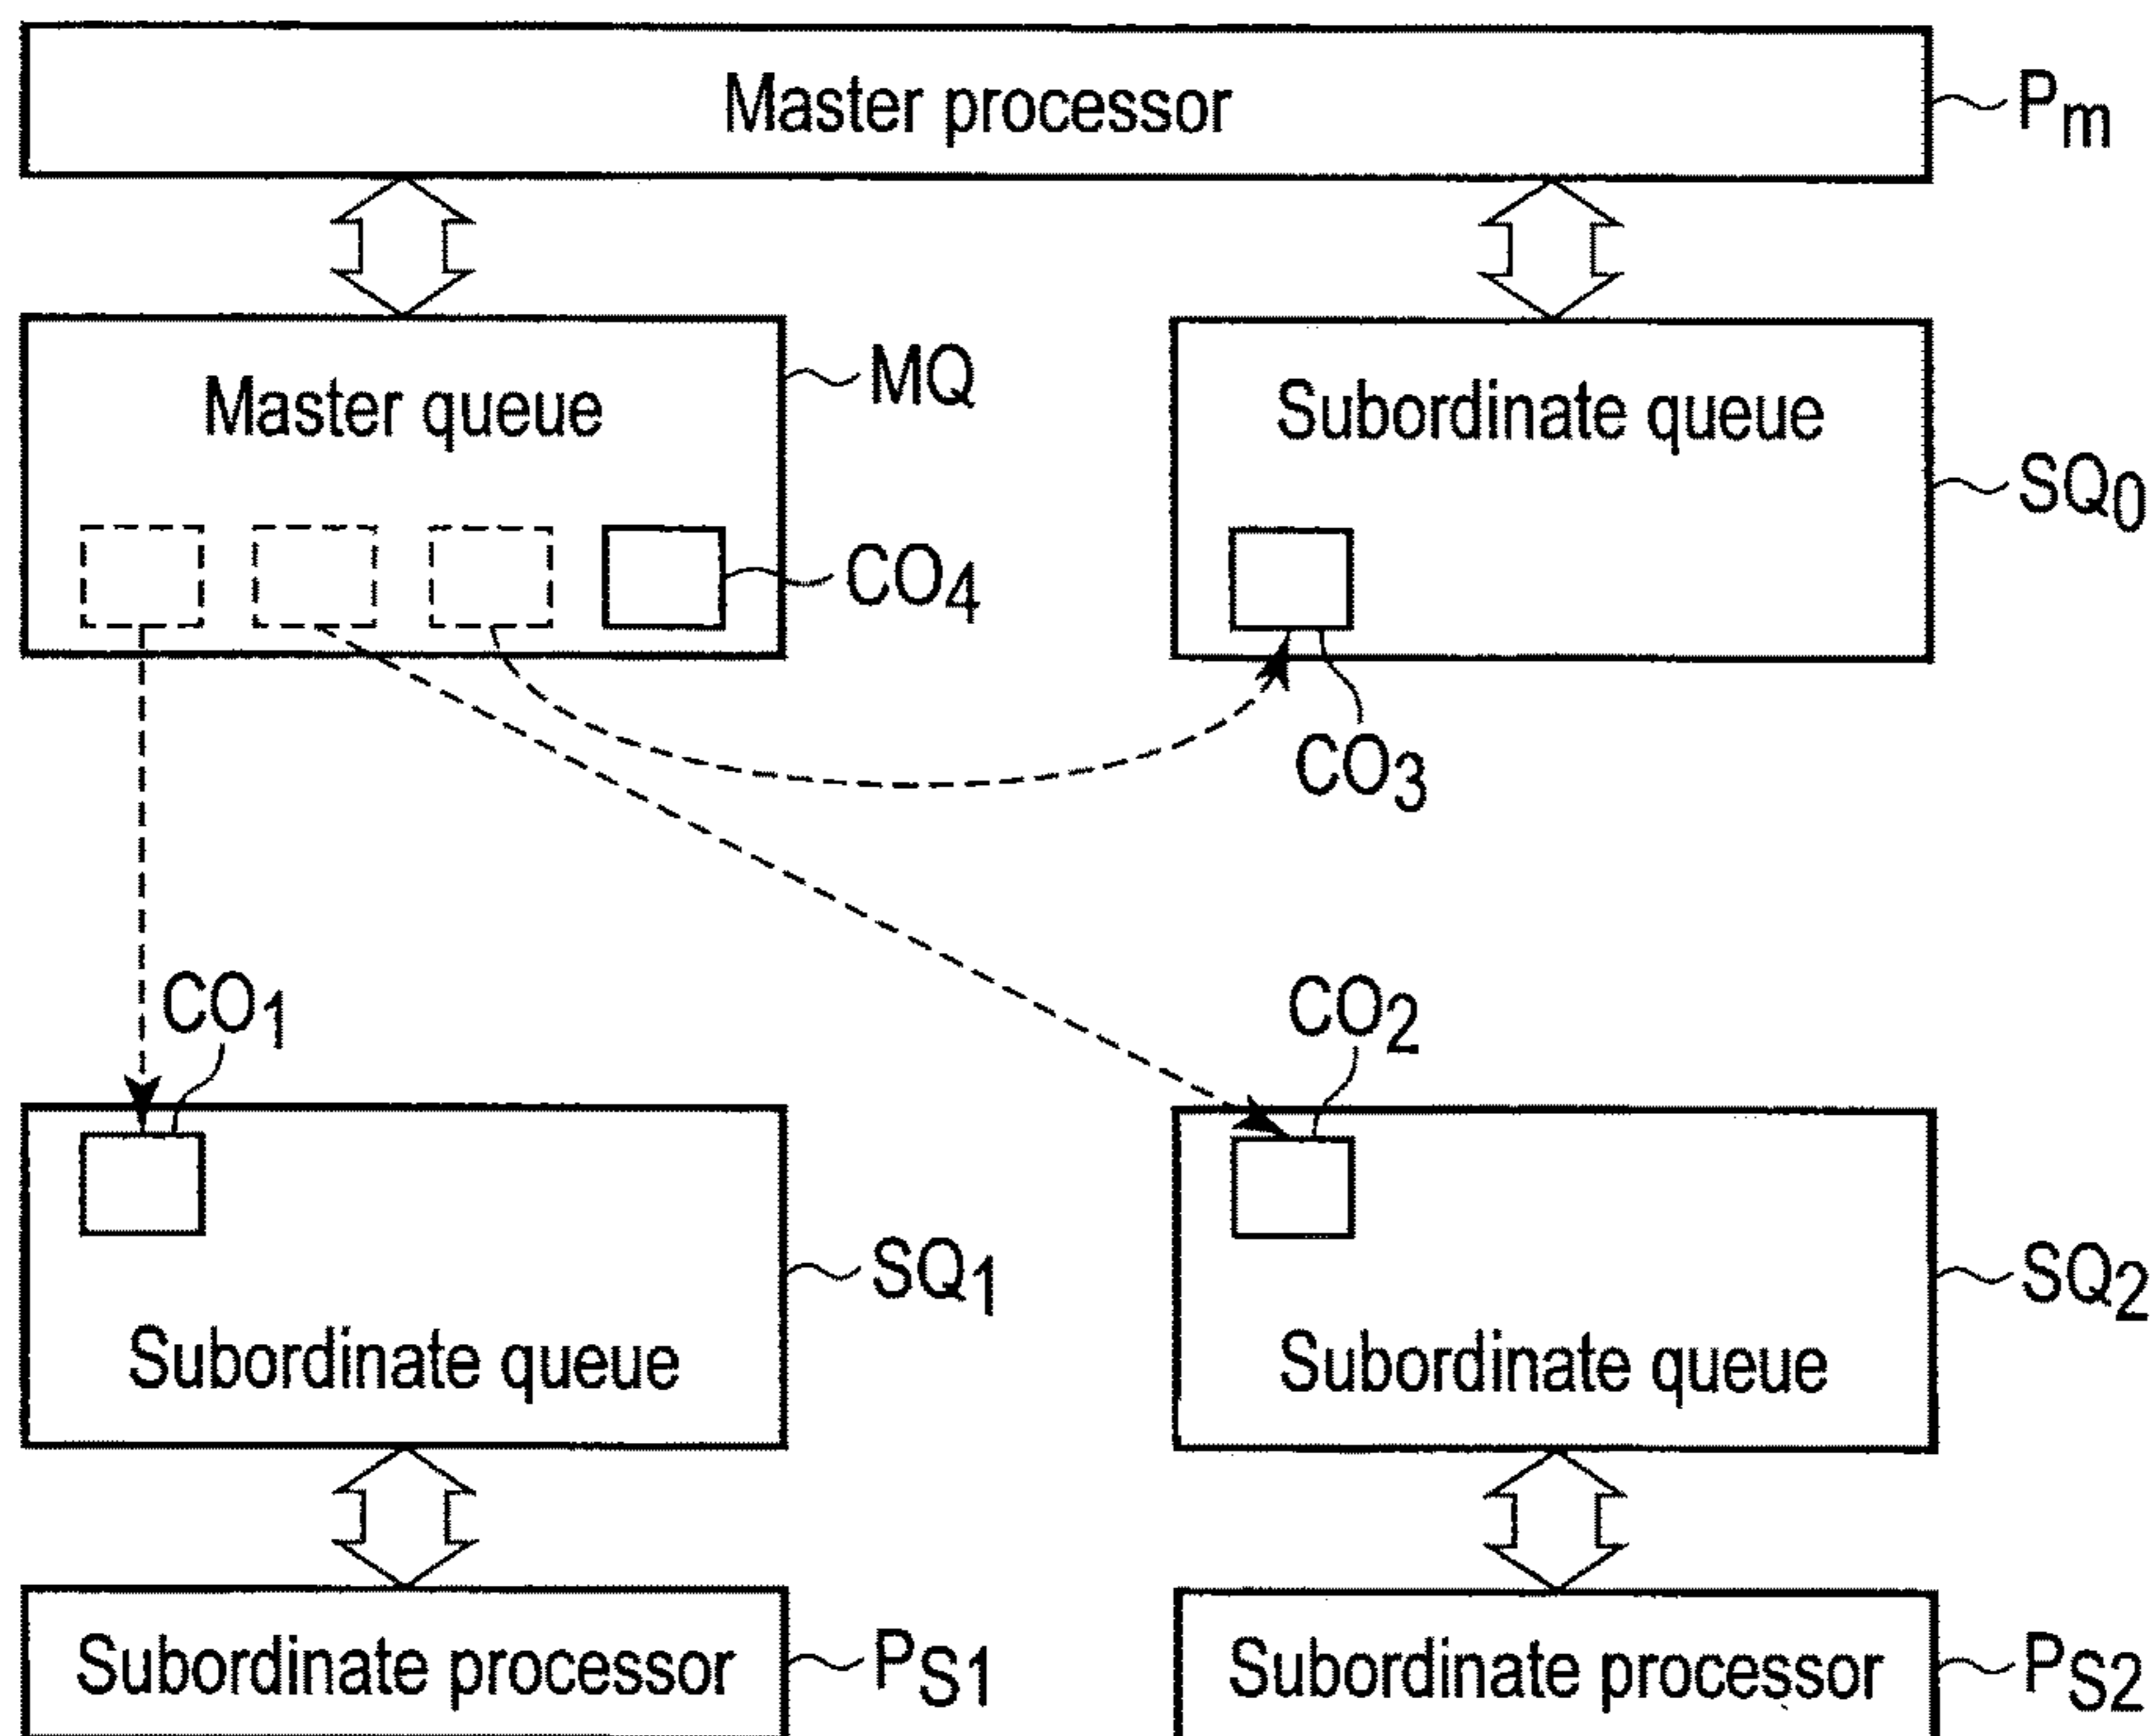 Master processor
Pm
Master queue
MQ
CO4
Subordinate queue
SQ0
CO3
CO1
CO2
SQ1
Subordinate queue
SQ2
Subordinate queue
Subordinate processor
PS1
Subordinate processor
PS2